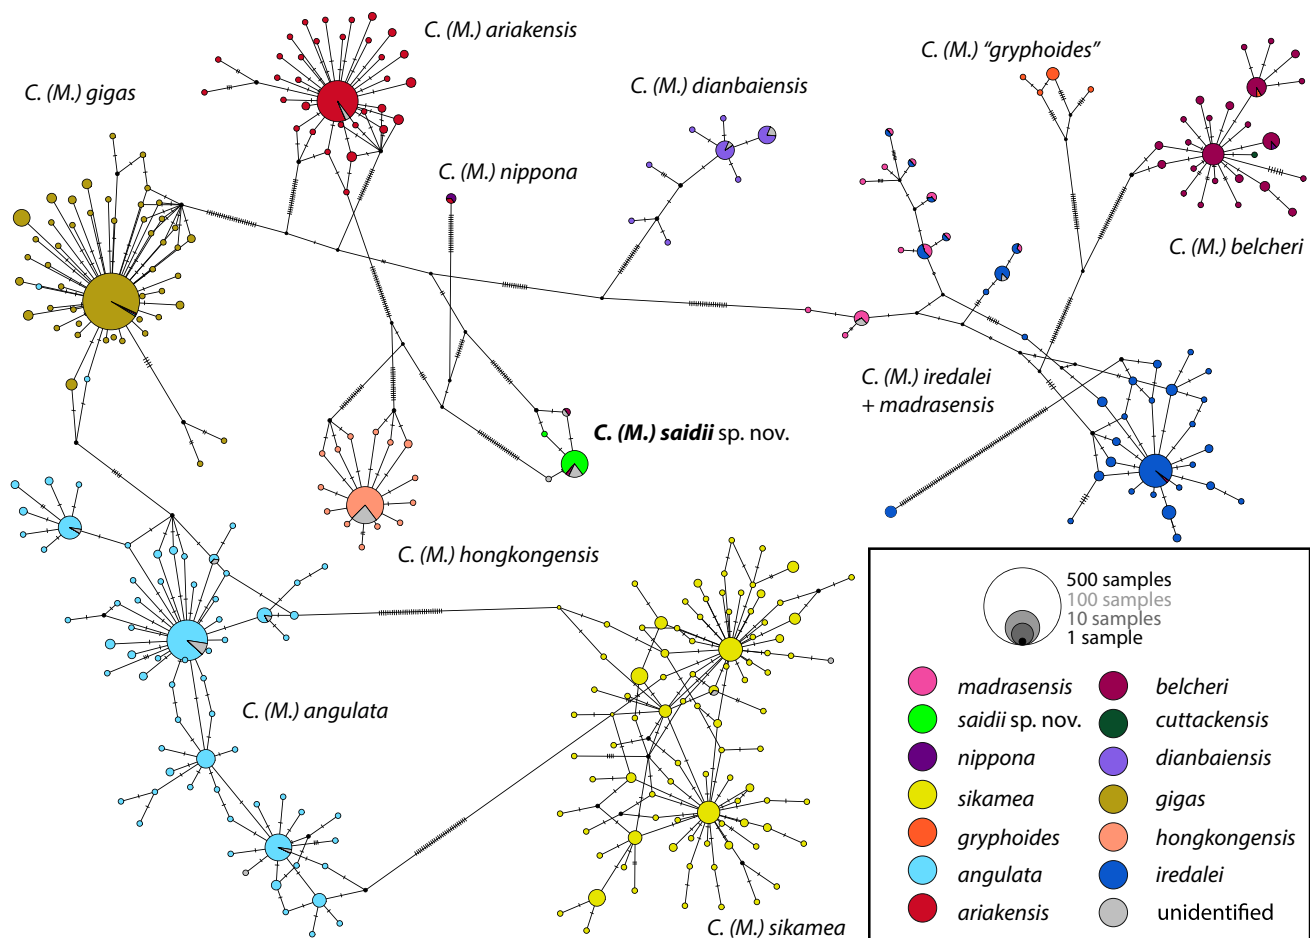 C. (M.) ariakensis
C. (M.) "gryphoides"
C. (M.) gigas
C. (M.) dianbaiensis
C. (M.) nippona
C. (M.) belcheri
C. (M.) iredalei
+ madrasensis
C. (M.) saidii sp. nov.
C. (M.) hongkongensis
C. (M.) angulata
C. (M.) sikamea
500 samples
100 samples
10 samples
1 sample
madrasensis
saidii sp. nov.
nippona
sikamea
gryphoides
angulata
ariakensis
belcheri
cuttackensis
dianbaiensis
gigas
hongkongensis
iredalei
unidentified